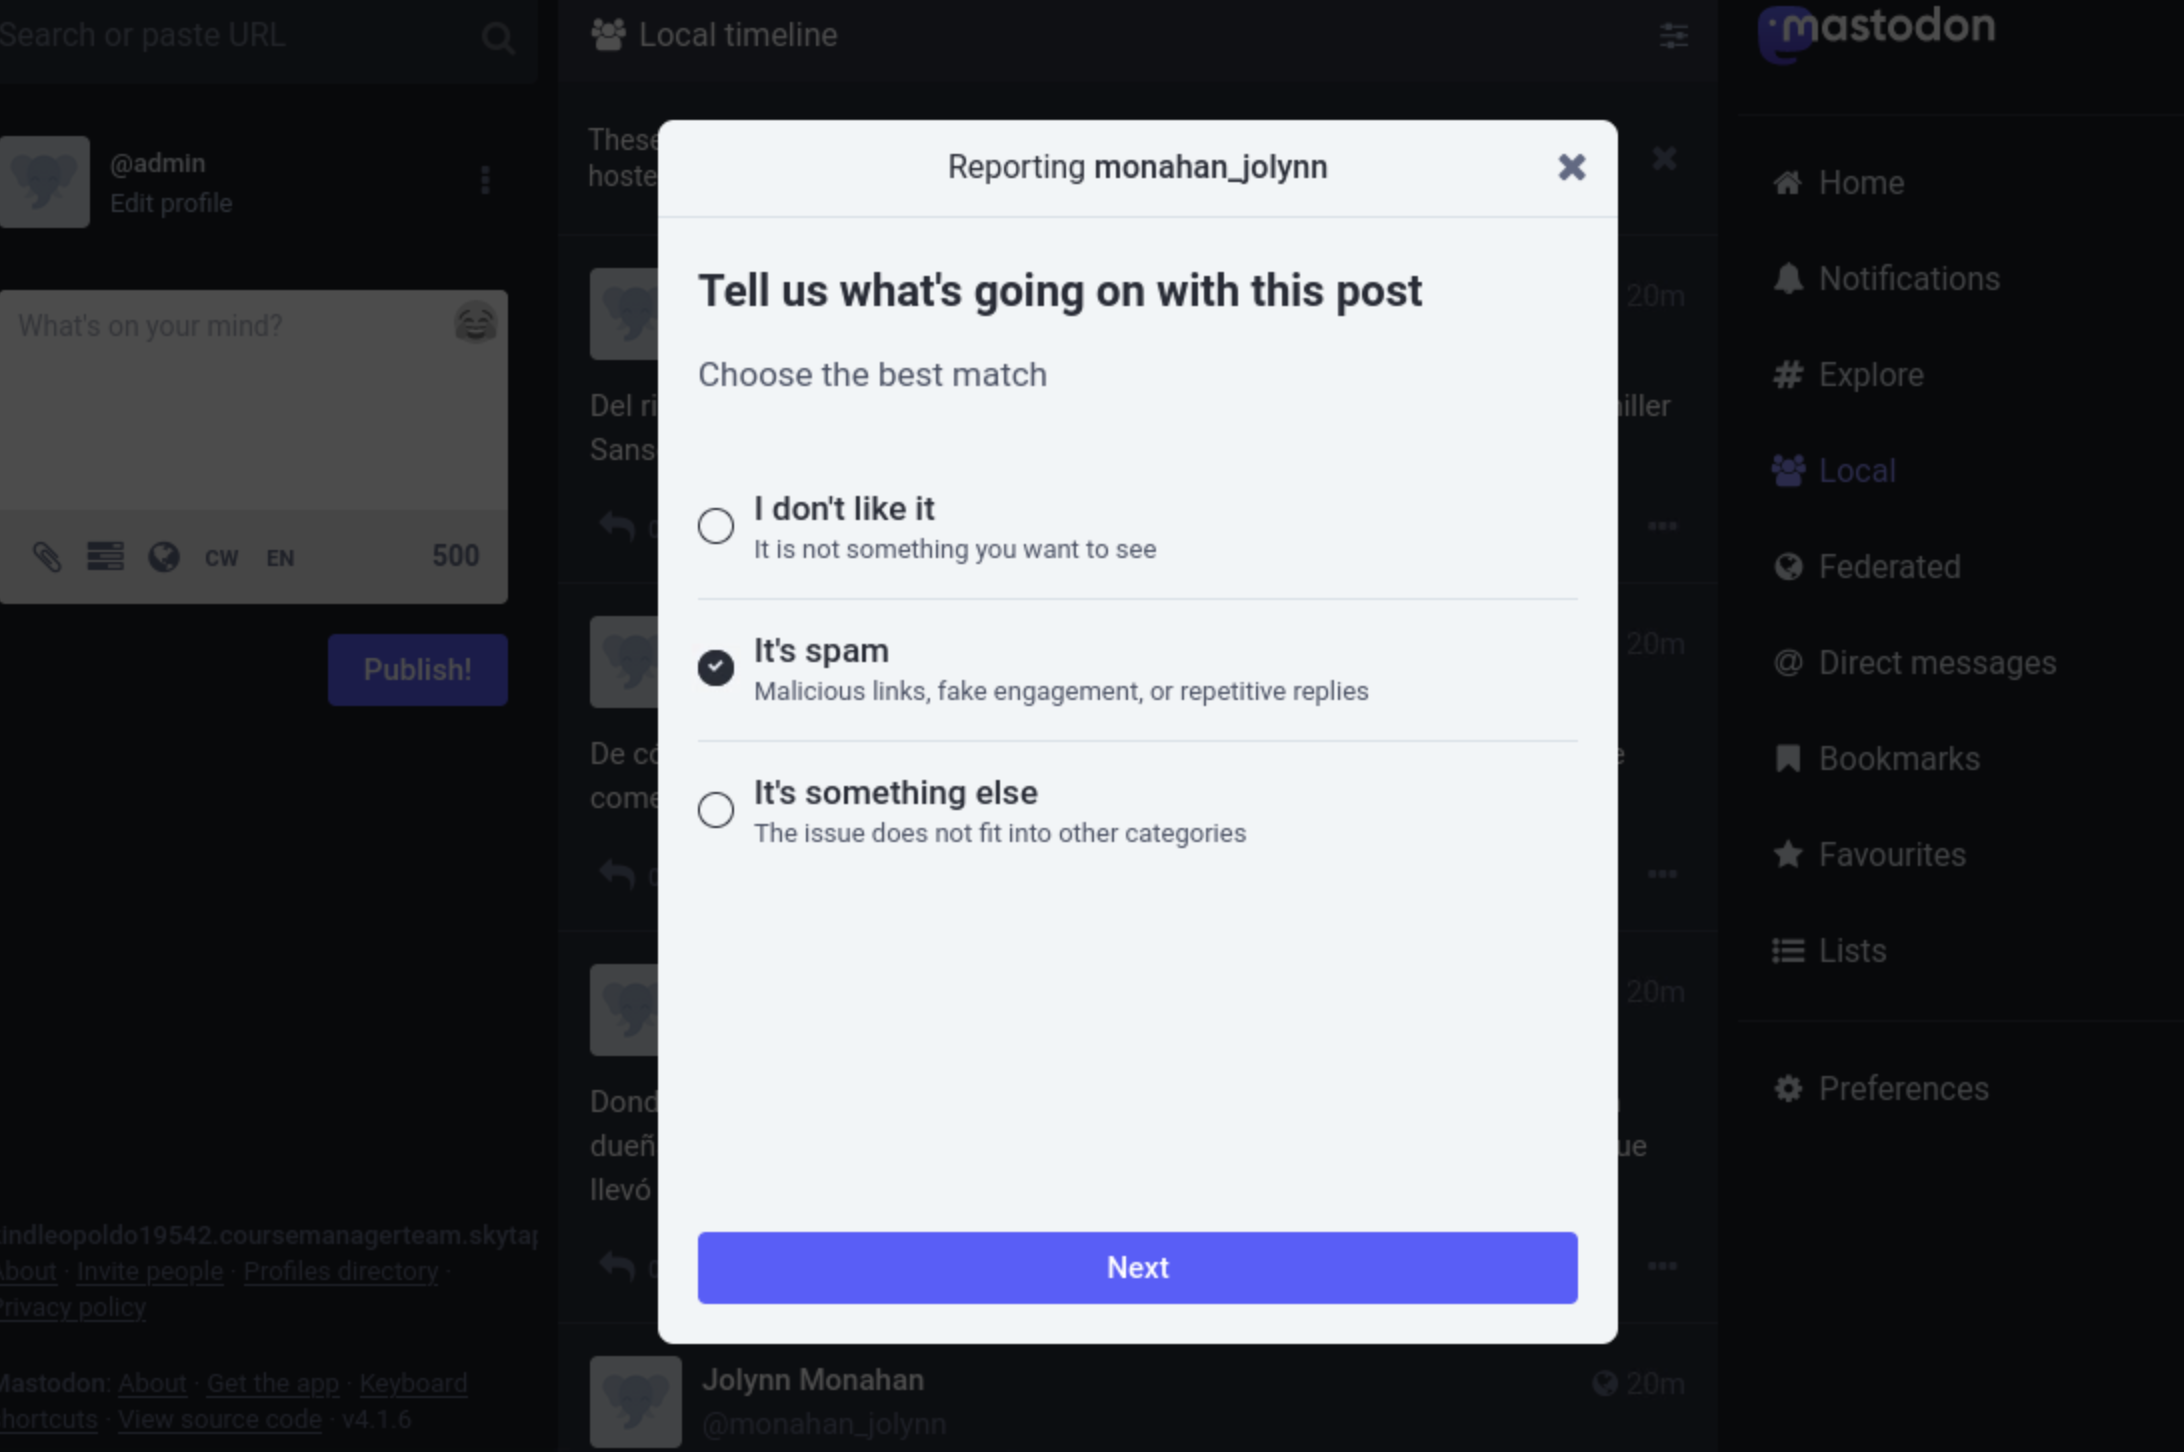 Search or paste URL
@admin
Edit profile
What's on your mind?
CW EN 500
Publish!
indleopoldo19542.coursemanagerteam.skytap
About · Invite people · Profiles directory ·
Privacy policy
Mastodon: About · Get the app · Keyboard
shortcuts · View source code · v4.1.6
Local timeline
These
hoste
20m
Del ri
iller
Sans
20m
De có
e
come
20m
Dond
dueñ
ue
llevó
Jolynn Monahan
20m
@monahan_jolynn
Reporting monahan_jolynn
Tell us what's going on with this post
Choose the best match
I don't like it
It is not something you want to see
It's spam
Malicious links, fake engagement, or repetitive replies
It's something else
The issue does not fit into other categories
Next
mastodon
Home
Notifications
Explore
Local
Federated
Direct messages
Bookmarks
Favourites
Lists
Preferences